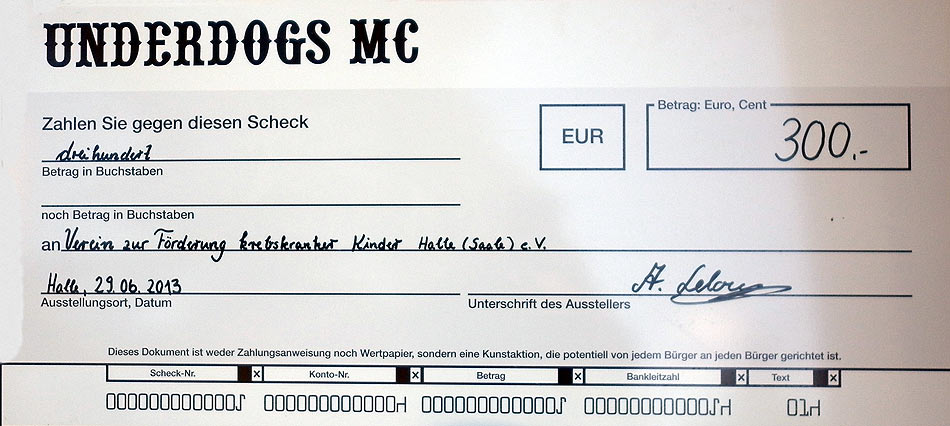 UNDERDOGS MC
Zahlen Sie gegen diesen Scheck
dreihundert
Betrag in Buchstaben
EUR
Betrag: Euro, Cent
300.-
noch Betrag in Buchstaben
an Verein zur Förderung krebskranker Kinder Halle (Saale) e.V.
Halle, 29.06.2013
Ausstellungsort, Datum
Unterschrift des Ausstellers
Dieses Dokument ist weder Zahlungsanweisung noch Wertpapier, sondern eine Kunstaktion, die potentiell von jedem Bürger an jeden Bürger gerichtet ist.
Scheck-Nr. X Konto-Nr. X Betrag X Bankleitzahl X Text X